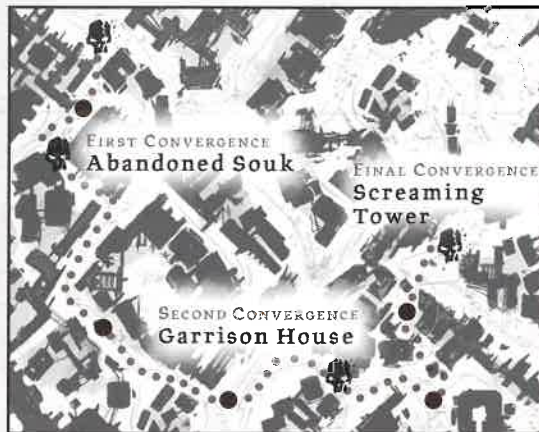 First Convergence
Abandoned Souk
Final Convergence
Screaming
Tower
Second Convergence
Garrison House